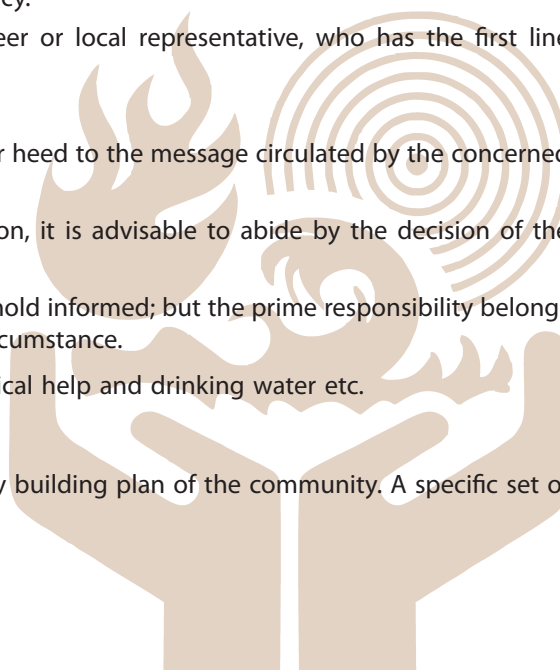 cy.
eer or local representative, who has the first line
r heed to the message circulated by the concerned
on, it is advisable to abide by the decision of the
hold informed; but the prime responsibility belong
cumstance.
ical help and drinking water etc.
y building plan of the community. A specific set o